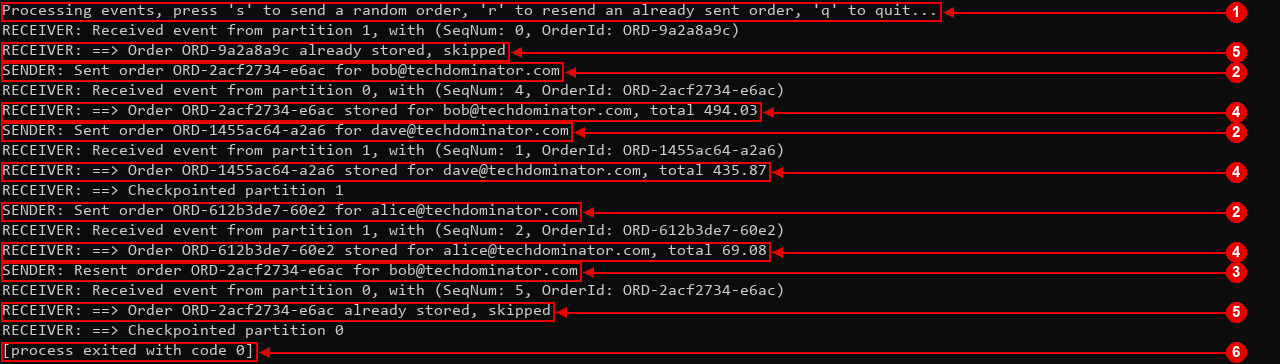 Processing events, press 's' to send a random order, 'r' to resend an already sent order, 'q' to quit... 1
RECEIVER: Received event from partition 1, with (SeqNum: 0, OrderId: ORD-9a2a8a9c)
RECEIVER: ==> Order ORD-9a2a8a9c already stored, skipped 5
SENDER: Sent order ORD-2acf2734-e6ac for bob@techdominator.com 2
RECEIVER: Received event from partition 0, with (SeqNum: 4, OrderId: ORD-2acf2734-e6ac)
RECEIVER: ==> Order ORD-2acf2734-e6ac stored for bob@techdominator.com, total 494.03 4
SENDER: Sent order ORD-1455ac64-a2a6 for dave@techdominator.com 2
RECEIVER: Received event from partition 1, with (SeqNum: 1, OrderId: ORD-1455ac64-a2a6)
RECEIVER: ==> Order ORD-1455ac64-a2a6 stored for dave@techdominator.com, total 435.87 4
RECEIVER: ==> Checkpointed partition 1
SENDER: Sent order ORD-612b3de7-60e2 for alice@techdominator.com 2
RECEIVER: Received event from partition 1, with (SeqNum: 2, OrderId: ORD-612b3de7-60e2)
RECEIVER: ==> Order ORD-612b3de7-60e2 stored for alice@techdominator.com, total 69.08 4
SENDER: Resent order ORD-2acf2734-e6ac for bob@techdominator.com 3
RECEIVER: Received event from partition 0, with (SeqNum: 5, OrderId: ORD-2acf2734-e6ac)
RECEIVER: ==> Order ORD-2acf2734-e6ac already stored, skipped 5
RECEIVER: ==> Checkpointed partition 0
[process exited with code 0] 6